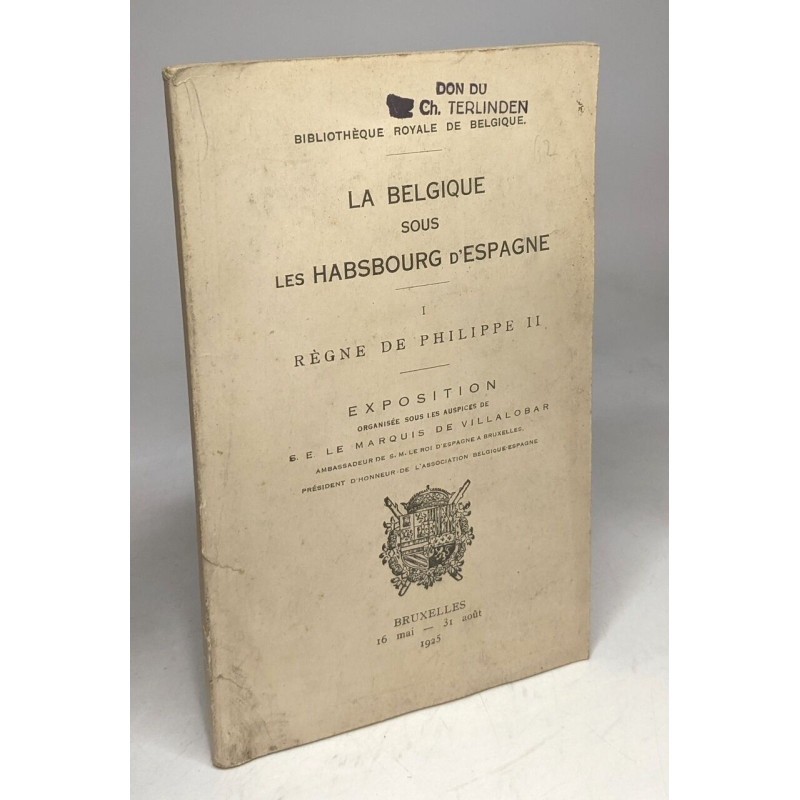 DON DU
Ch. TERLINDEN
BIBLIOTHÈQUE ROYALE DE BELGIQUE.
LA BELGIQUE
SOUS
LES HABSBOURG D'ESPAGNE
I
RÈGNE DE PHILIPPE II
EXPOSITION
ORGANISÉE SOUS LES AUSPICES DE
S. E LE MARQUIS DE VILLALOBAR
AMBASSADEUR DE S. M. LE ROI D'ESPAGNE A BRUXELLES,
PRÉSIDENT D'HONNEUR DE L'ASSOCIATION BELGIQUE-ESPAGNE
BRUXELLES
16 mai — 31 août
1925